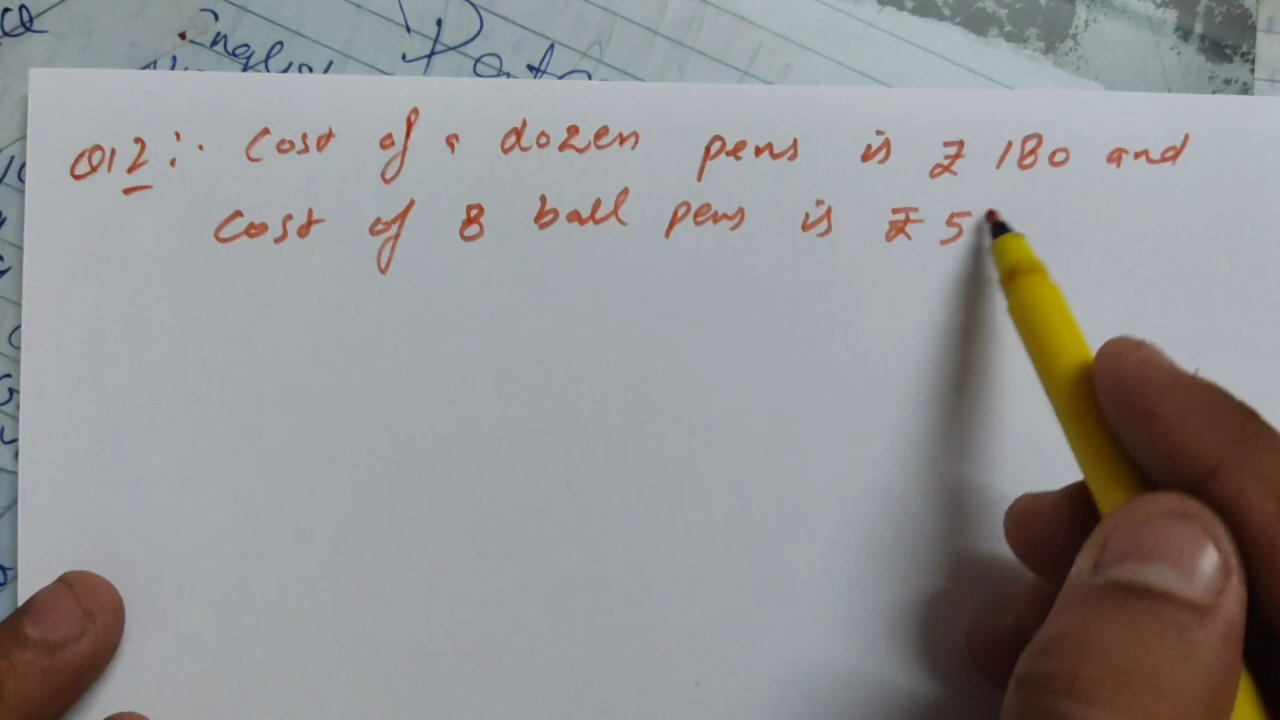 Q12:. Cost of a dozen pens is ₹ 180 and
cost of 8 ball pens is ₹ 5